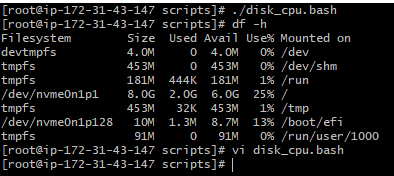 [root@ip-172-31-43-147 scripts]# ./disk_cpu.bash
[root@ip-172-31-43-147 scripts]# df -h
Filesystem Size Used Avail Use% Mounted on
devtmpfs 4.0M 0 4.0M 0% /dev
tmpfs 453M 0 453M 0% /dev/shm
tmpfs 181M 444K 181M 1% /run
/dev/nvme0n1p1 8.0G 2.0G 6.0G 25% /
tmpfs 453M 32K 453M 1% /tmp
/dev/nvme0n1p128 10M 1.3M 8.7M 13% /boot/efi
tmpfs 91M 0 91M 0% /run/user/1000
[root@ip-172-31-43-147 scripts]# vi disk_cpu.bash
[root@ip-172-31-43-147 scripts]#